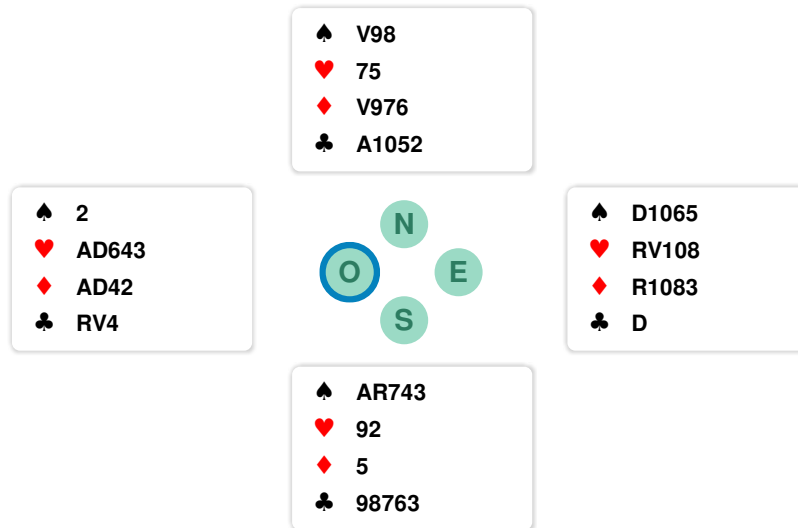 ♠ V98
♥ 75
♦ V976
♣ A1052
♠ 2
♥ AD643
♦ AD42
♣ RV4
N
O E
S
♠ D1065
♥ RV108
♦ R1083
♣ D
♠ AR743
♥ 92
♦ 5
♣ 98763